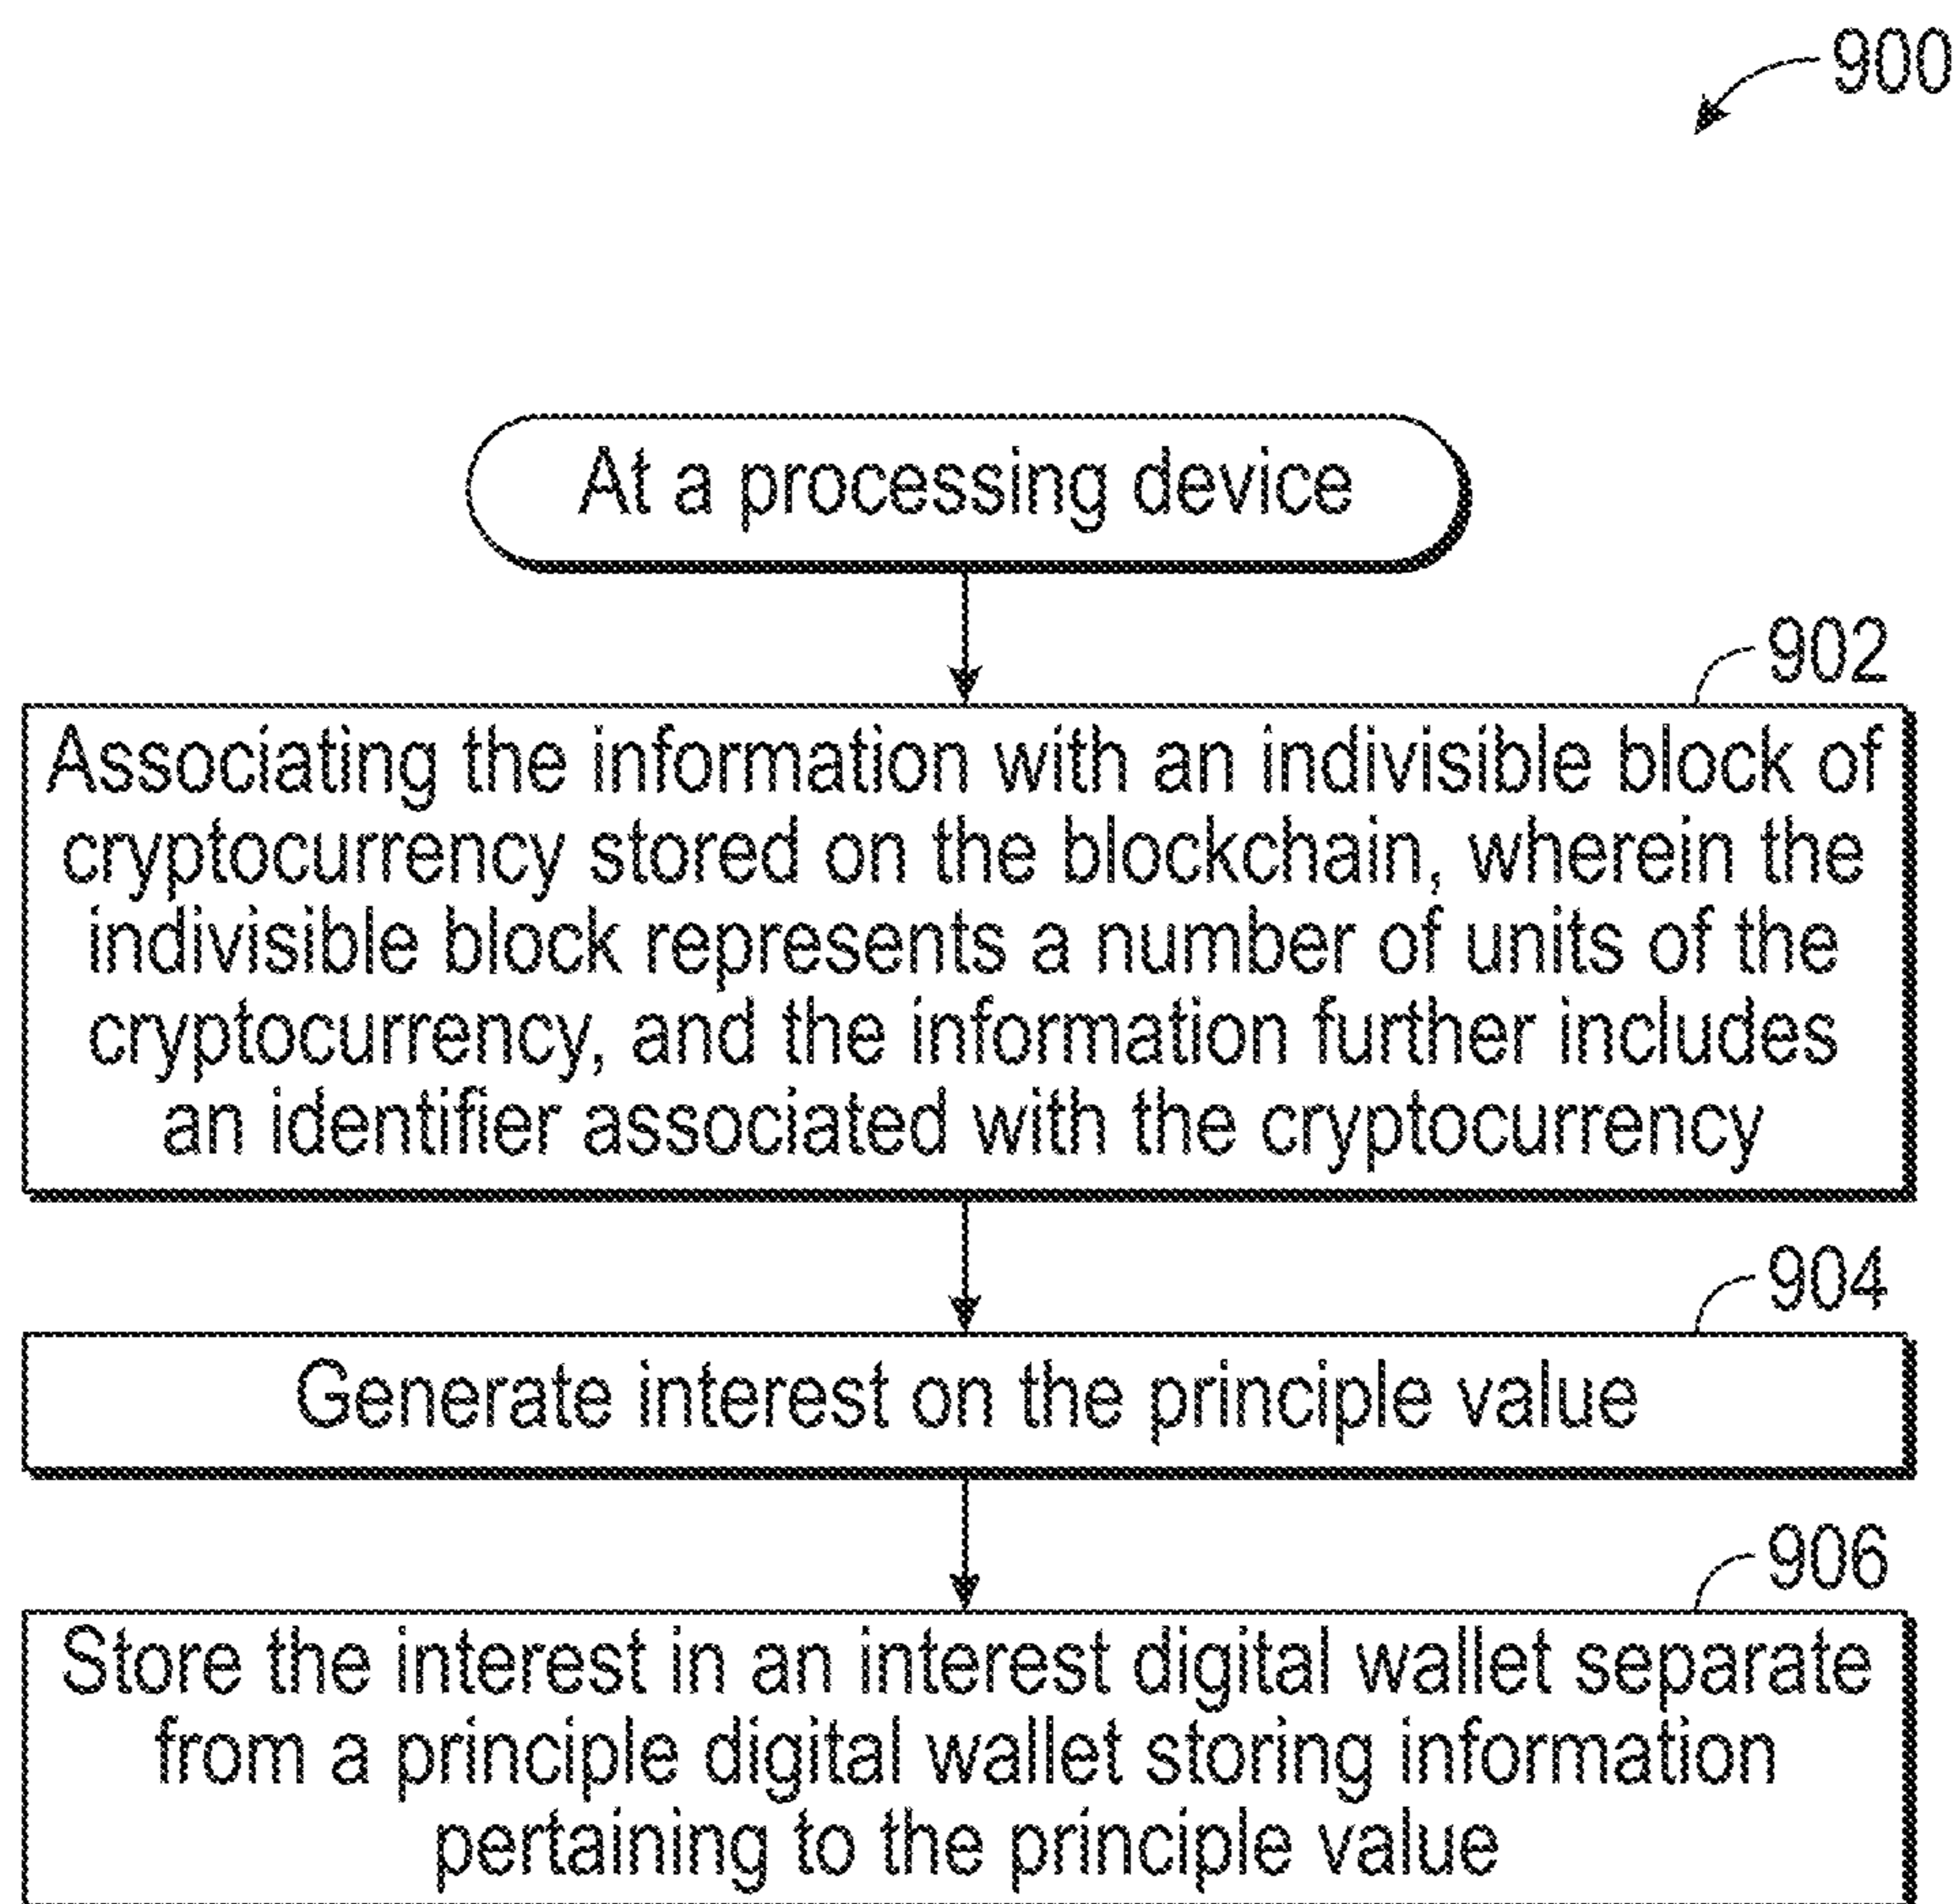 900
At a processing device
902
Associating the information with an indivisible block of
cryptocurrency stored on the blockchain, wherein the
indivisible block represents a number of units of the
cryptocurrency, and the information further includes
an identifier associated with the cryptocurrency
904
Generate interest on the principle value
906
Store the interest in an interest digital wallet separate
from a principle digital wallet storing information
pertaining to the principle value